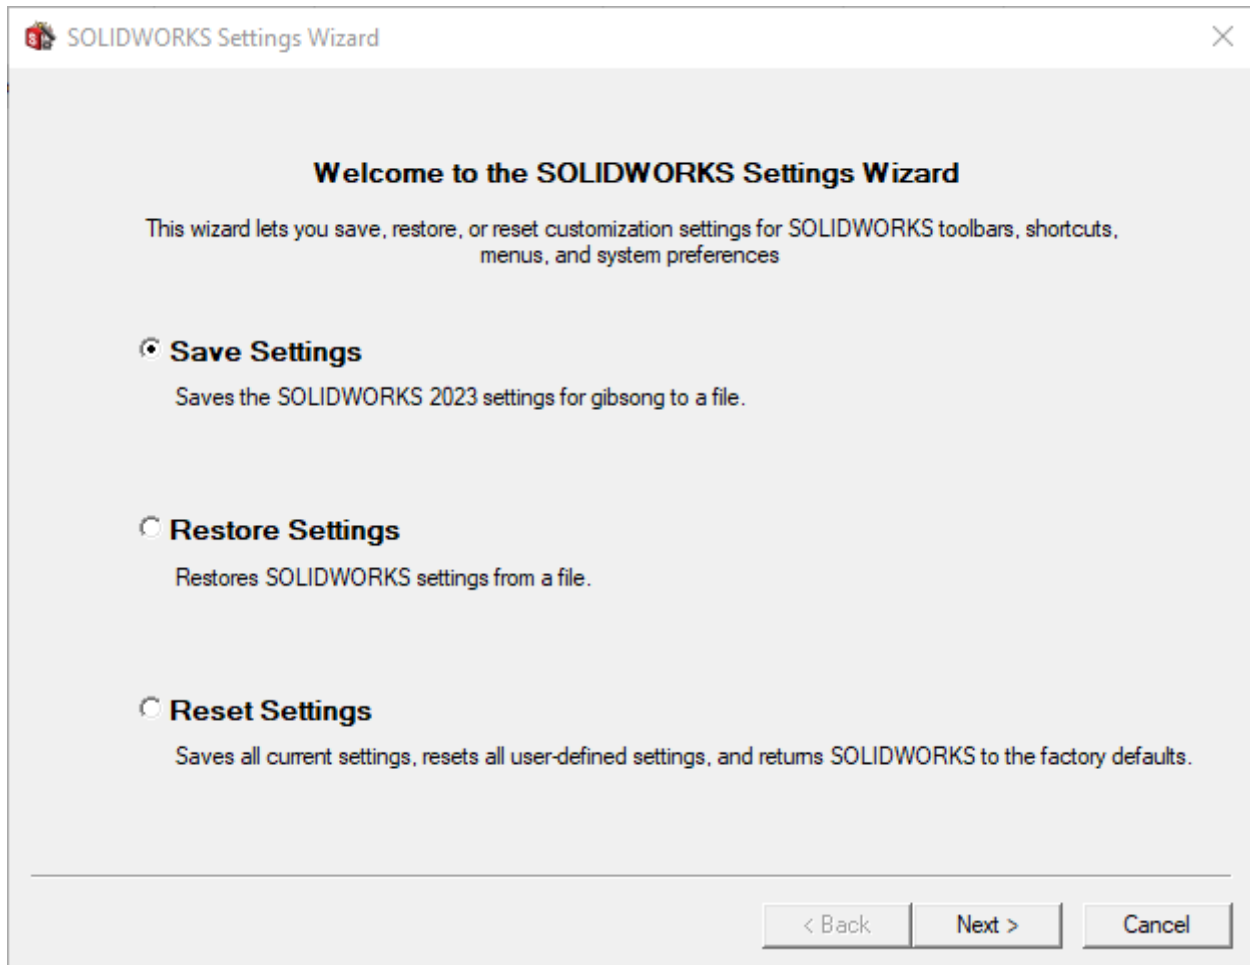 SOLIDWORKS Settings Wizard
Welcome to the SOLIDWORKS Settings Wizard
This wizard lets you save, restore, or reset customization settings for SOLIDWORKS toolbars, shortcuts,
menus, and system preferences
Save Settings
Saves the SOLIDWORKS 2023 settings for gibsong to a file.
Restore Settings
Restores SOLIDWORKS settings from a file.
Reset Settings
Saves all current settings, resets all user-defined settings, and returns SOLIDWORKS to the factory defaults.
< Back Next > Cancel